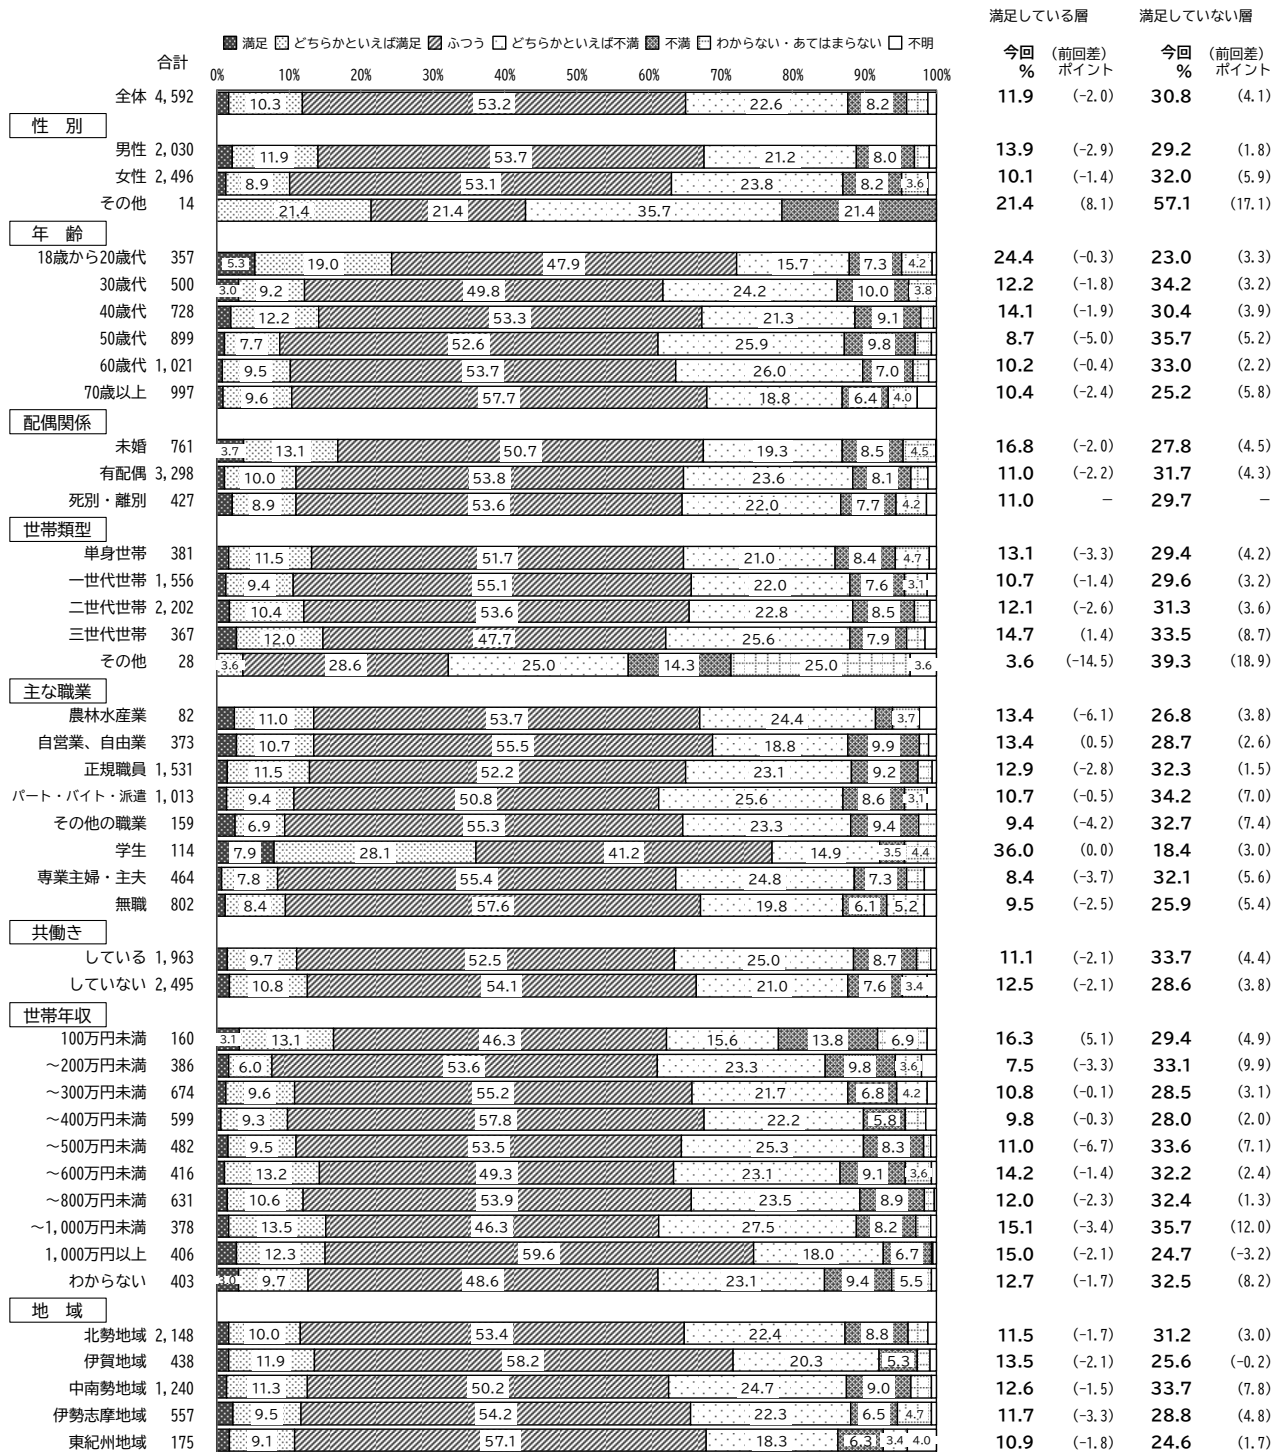 満足している層　満足していない層
満足 どちらかといえば満足 ふつう どちらかといえば不満 不満 わからない・あてはまらない 不明
合計 今回 (前回差) 今回 (前回差)
0% 10% 20% 30% 40% 50% 60% 70% 80% 90% 100% % ポイント % ポイント
全体 4,592 10.3 53.2 22.6 8.2 11.9 (-2.0) 30.8 (4.1)
性 別
男性 2,030 11.9 53.7 21.2 8.0 13.9 (-2.9) 29.2 (1.8)
女性 2,496 8.9 53.1 23.8 8.2 3.6 10.1 (-1.4) 32.0 (5.9)
その他 14 21.4 21.4 35.7 21.4 21.4 (8.1) 57.1 (17.1)
年 齢
18歳から20歳代 357 5.3 19.0 47.9 15.7 7.3 4.2 24.4 (-0.3) 23.0 (3.3)
30歳代 500 3.0 9.2 49.8 24.2 10.0 3.8 12.2 (-1.8) 34.2 (3.2)
40歳代 728 12.2 53.3 21.3 9.1 14.1 (-1.9) 30.4 (3.9)
50歳代 899 7.7 52.6 25.9 9.8 8.7 (-5.0) 35.7 (5.2)
60歳代 1,021 9.5 53.7 26.0 7.0 10.2 (-0.4) 33.0 (2.2)
70歳以上 997 9.6 57.7 18.8 6.4 4.0 10.4 (-2.4) 25.2 (5.8)
配偶関係
未婚 761 3.7 13.1 50.7 19.3 8.5 4.5 16.8 (-2.0) 27.8 (4.5)
有配偶 3,298 10.0 53.8 23.6 8.1 11.0 (-2.2) 31.7 (4.3)
死別・離別 427 8.9 53.6 22.0 7.7 4.2 11.0 － 29.7 －
世帯類型
単身世帯 381 11.5 51.7 21.0 8.4 4.7 13.1 (-3.3) 29.4 (4.2)
一世代世帯 1,556 9.4 55.1 22.0 7.6 3.1 10.7 (-1.4) 29.6 (3.2)
二世代世帯 2,202 10.4 53.6 22.8 8.5 12.1 (-2.6) 31.3 (3.6)
三世代世帯 367 12.0 47.7 25.6 7.9 14.7 (1.4) 33.5 (8.7)
その他 28 3.6 28.6 25.0 14.3 25.0 3.6 3.6 (-14.5) 39.3 (18.9)
主な職業
農林水産業 82 11.0 53.7 24.4 3.7 13.4 (-6.1) 26.8 (3.8)
自営業、自由業 373 10.7 55.5 18.8 9.9 13.4 (0.5) 28.7 (2.6)
正規職員 1,531 11.5 52.2 23.1 9.2 12.9 (-2.8) 32.3 (1.5)
パート・バイト・派遣 1,013 9.4 50.8 25.6 8.6 3.1 10.7 (-0.5) 34.2 (7.0)
その他の職業 159 6.9 55.3 23.3 9.4 9.4 (-4.2) 32.7 (7.4)
学生 114 7.9 28.1 41.2 14.9 3.5 4.4 36.0 (0.0) 18.4 (3.0)
専業主婦・主夫 464 7.8 55.4 24.8 7.3 8.4 (-3.7) 32.1 (5.6)
無職 802 8.4 57.6 19.8 6.1 5.2 9.5 (-2.5) 25.9 (5.4)
共働き
している 1,963 9.7 52.5 25.0 8.7 11.1 (-2.1) 33.7 (4.4)
していない 2,495 10.8 54.1 21.0 7.6 3.4 12.5 (-2.1) 28.6 (3.8)
世帯年収
100万円未満 160 3.1 13.1 46.3 15.6 13.8 6.9 16.3 (5.1) 29.4 (4.9)
～200万円未満 386 6.0 53.6 23.3 9.8 3.6 7.5 (-3.3) 33.1 (9.9)
～300万円未満 674 9.6 55.2 21.7 6.8 4.2 10.8 (-0.1) 28.5 (3.1)
～400万円未満 599 9.3 57.8 22.2 5.8 9.8 (-0.3) 28.0 (2.0)
～500万円未満 482 9.5 53.5 25.3 8.3 11.0 (-6.7) 33.6 (7.1)
～600万円未満 416 13.2 49.3 23.1 9.1 3.6 14.2 (-1.4) 32.2 (2.4)
～800万円未満 631 10.6 53.9 23.5 8.9 12.0 (-2.3) 32.4 (1.3)
～1,000万円未満 378 13.5 46.3 27.5 8.2 15.1 (-3.4) 35.7 (12.0)
1,000万円以上 406 12.3 59.6 18.0 6.7 15.0 (-2.1) 24.7 (-3.2)
わからない 403 3.0 9.7 48.6 23.1 9.4 5.5 12.7 (-1.7) 32.5 (8.2)
地 域
北勢地域 2,148 10.0 53.4 22.4 8.8 11.5 (-1.7) 31.2 (3.0)
伊賀地域 438 11.9 58.2 20.3 5.3 13.5 (-2.1) 25.6 (-0.2)
中南勢地域 1,240 11.3 50.2 24.7 9.0 12.6 (-1.5) 33.7 (7.8)
伊勢志摩地域 557 9.5 54.2 22.3 6.5 4.7 11.7 (-3.3) 28.8 (4.8)
東紀州地域 175 9.1 57.1 18.3 6.3 3.4 4.0 10.9 (-1.8) 24.6 (1.7)